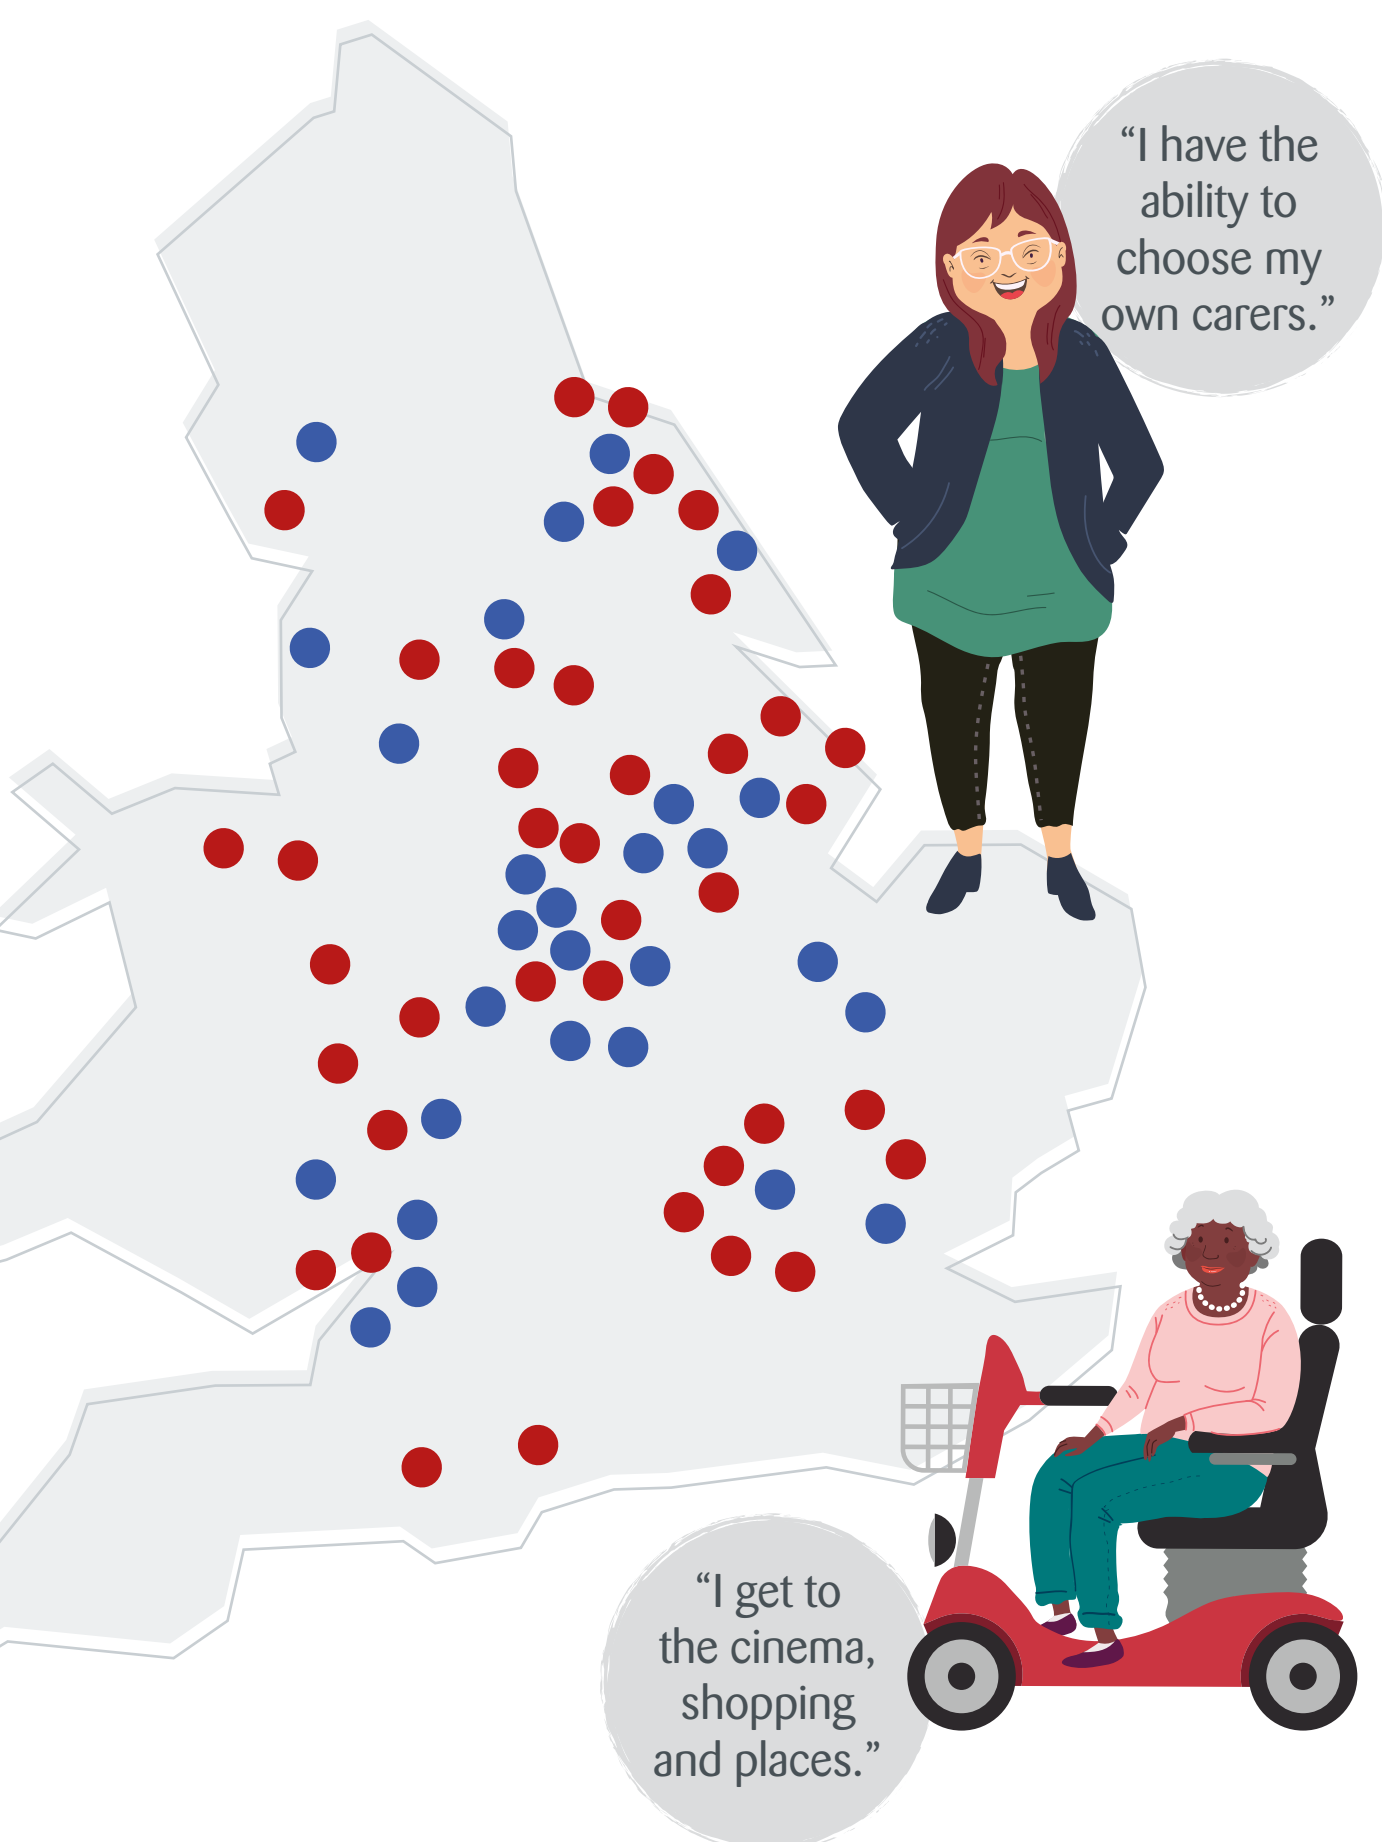 “I have the
ability to
choose my
own carers.”
“I get to
the cinema,
shopping
and places.”